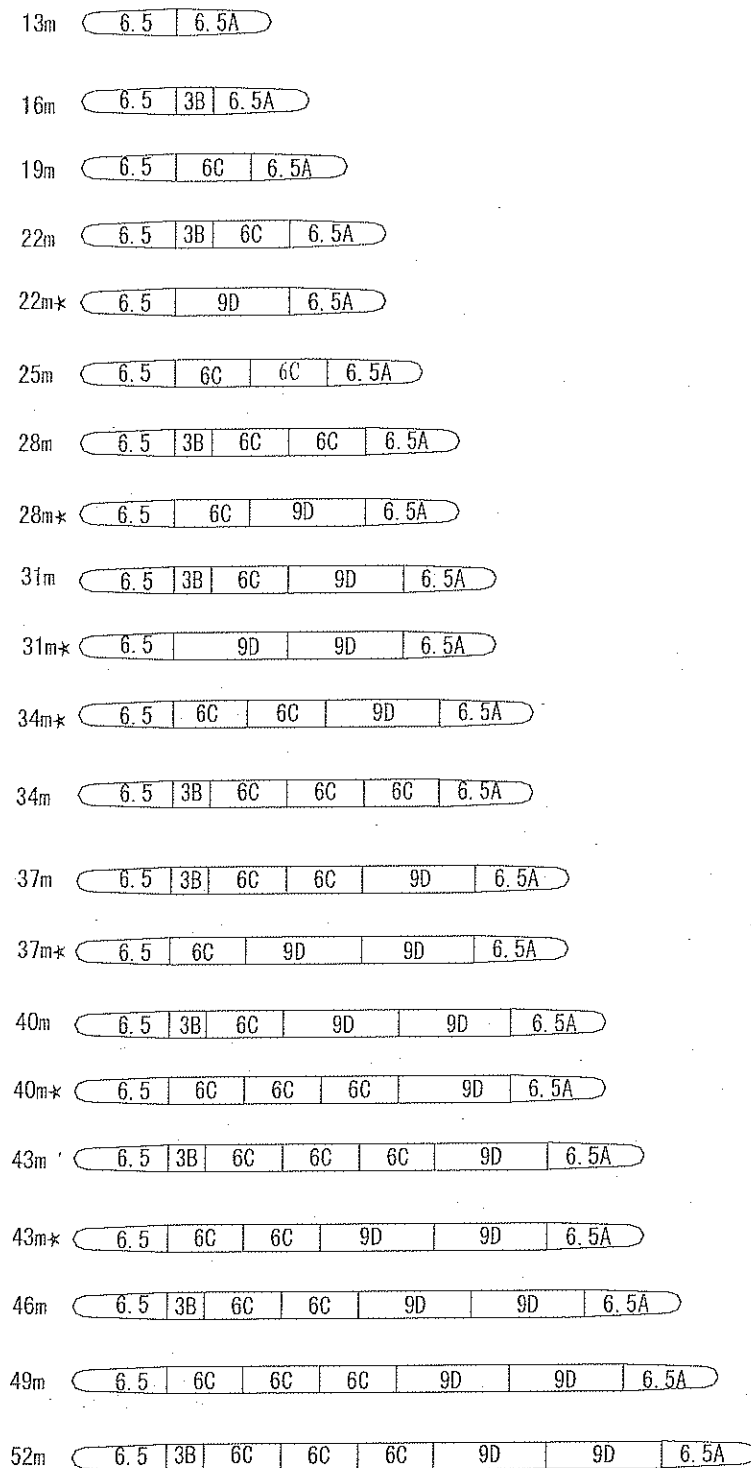 13m 6.5 6.5A
16m 6.5 3B 6.5A
19m 6.5 6C 6.5A
22m 6.5 3B 6C 6.5A
22m* 6.5 9D 6.5A
25m 6.5 6C 6C 6.5A
28m 6.5 3B 6C 6C 6.5A
28m* 6.5 6C 9D 6.5A
31m 6.5 3B 6C 9D 6.5A
31m* 6.5 9D 9D 6.5A
34m* 6.5 6C 6C 9D 6.5A
34m 6.5 3B 6C 6C 6C 6.5A
37m 6.5 3B 6C 6C 9D 6.5A
37m* 6.5 6C 9D 9D 6.5A
40m 6.5 3B 6C 9D 9D 6.5A
40m* 6.5 6C 6C 6C 9D 6.5A
43m 6.5 3B 6C 6C 6C 9D 6.5A
43m* 6.5 6C 6C 9D 9D 6.5A
46m 6.5 3B 6C 6C 9D 9D 6.5A
49m 6.5 6C 6C 6C 9D 9D 6.5A
52m 6.5 3B 6C 6C 6C 9D 9D 6.5A